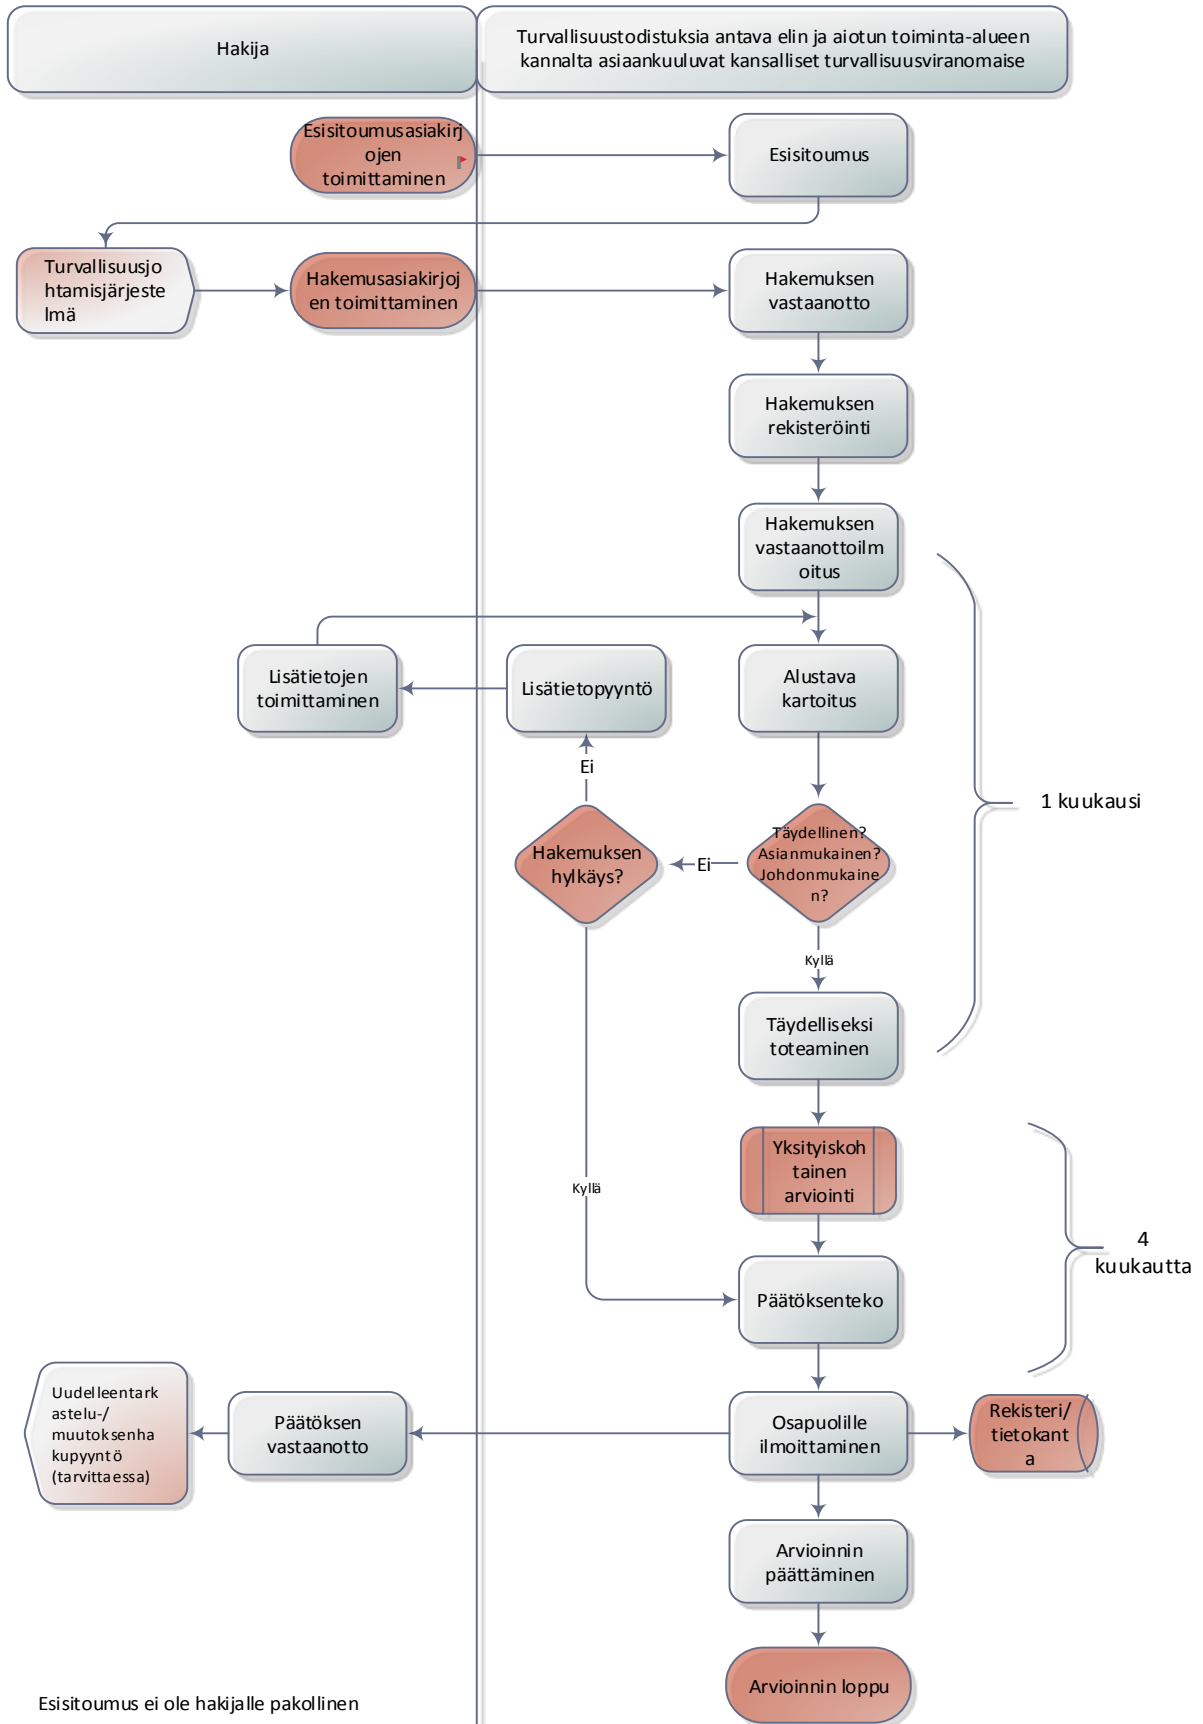 Hakija
Turvallisuustodistuksia antava elin ja aiotun toiminta-alueen
kannalta asiaankuuluvat kansalliset turvallisuusviranomaise
Esisitoumusasiakirj
ojen
toimittaminen
Esisitoumus
Turvallisuusjo
htamisjärjeste
lmä
Hakemusasiakirjoj
en toimittaminen
Hakemuksen
vastaanotto
Hakemuksen
rekisteröinti
Hakemuksen
vastaanottoilm
oitus
Lisätietojen
toimittaminen
Lisätietopyyntö
Alustava
kartoitus
Ei
1 kuukausi
Hakemuksen
hylkäys?
Ei
Täydellinen?
Asianmukainen?
Johdonmukaine
n?
Kyllä
Täydelliseksi
toteaminen
Yksityiskoh
tainen
arviointi
Kyllä
4
kuukautta
Päätöksenteko
Uudelleentark
astelu-/
muutoksenha
kupyyntö
(tarvittaessa)
Päätöksen
vastaanotto
Osapuolille
ilmoittaminen
Rekisteri/
tietokant
a
Arvioinnin
päättäminen
Arvioinnin loppu
Esisitoumus ei ole hakijalle pakollinen